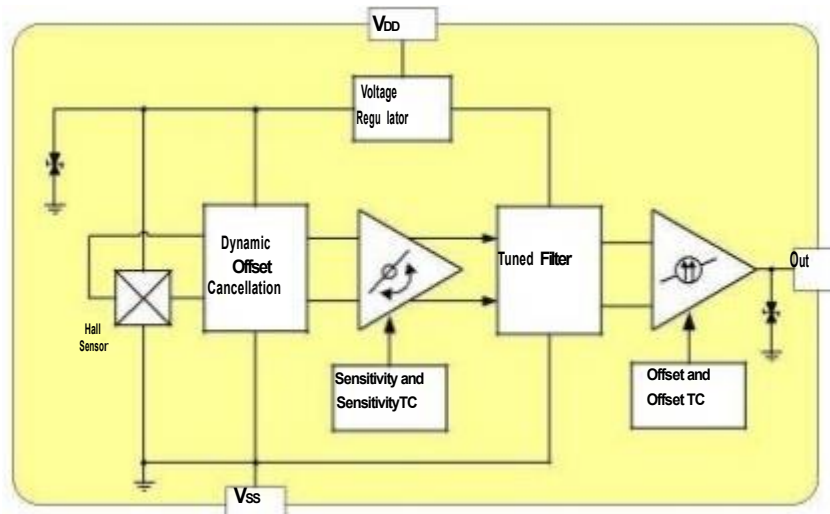 VDD
Voltage
Regu lator
Dynamic
Offset
Cancellation
Tuned Filter
Out
Hall
Sensor
Sensitivity and
SensitivityTC
Offset and
Offset TC
VSS